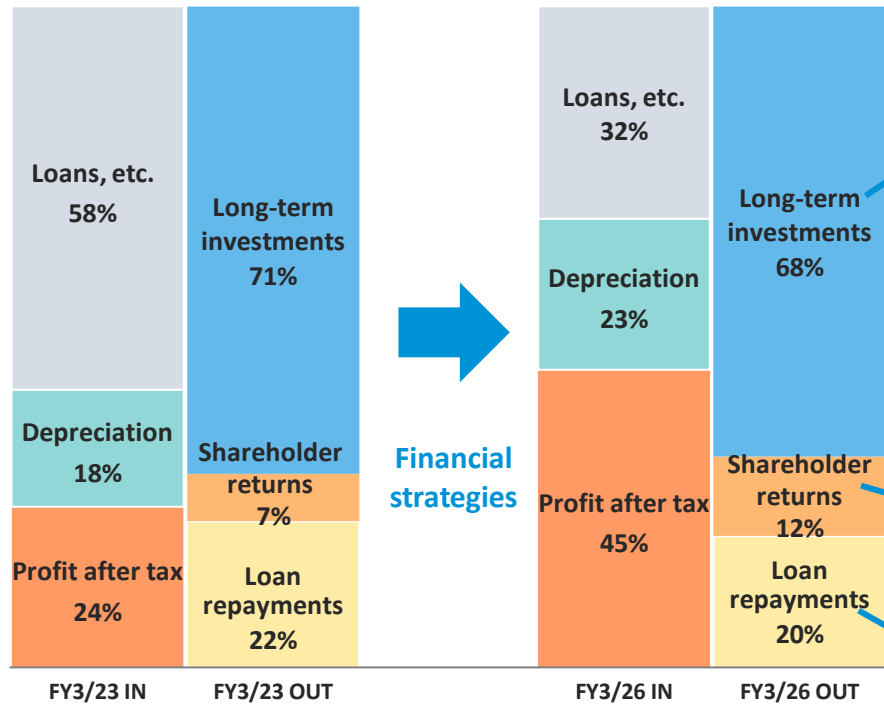 Loans, etc.
58%
Depreciation
18%
Profit after tax
24%
Long-term
investments
71%
Shareholder
returns
7%
Loan
repayments
22%
Financial
strategies
Loans, etc.
32%
Depreciation
23%
Profit after tax
45%
Long-term
investments
68%
Shareholder
returns
12%
Loan
repayments
20%
FY3/23 IN
FY3/23 OUT
FY3/26 IN
FY3/26 OUT